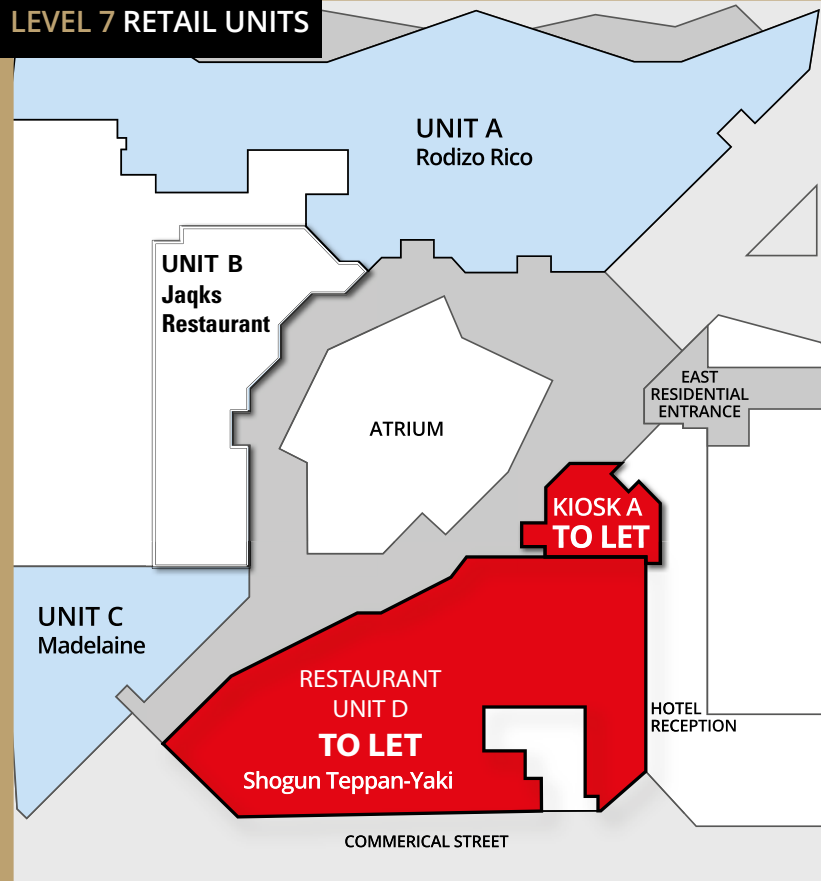 LEVEL 7 RETAIL UNITS
UNIT A
Rodizo Rico
UNIT B
Jaqks
Restaurant
EAST
RESIDENTIAL
ENTRANCE
ATRIUM
KIOSK A
TO LET
UNIT C
Madelaine
RESTAURANT
UNIT D
TO LET
Shogun Teppan-Yaki
HOTEL
RECEPTION
COMMERICAL STREET